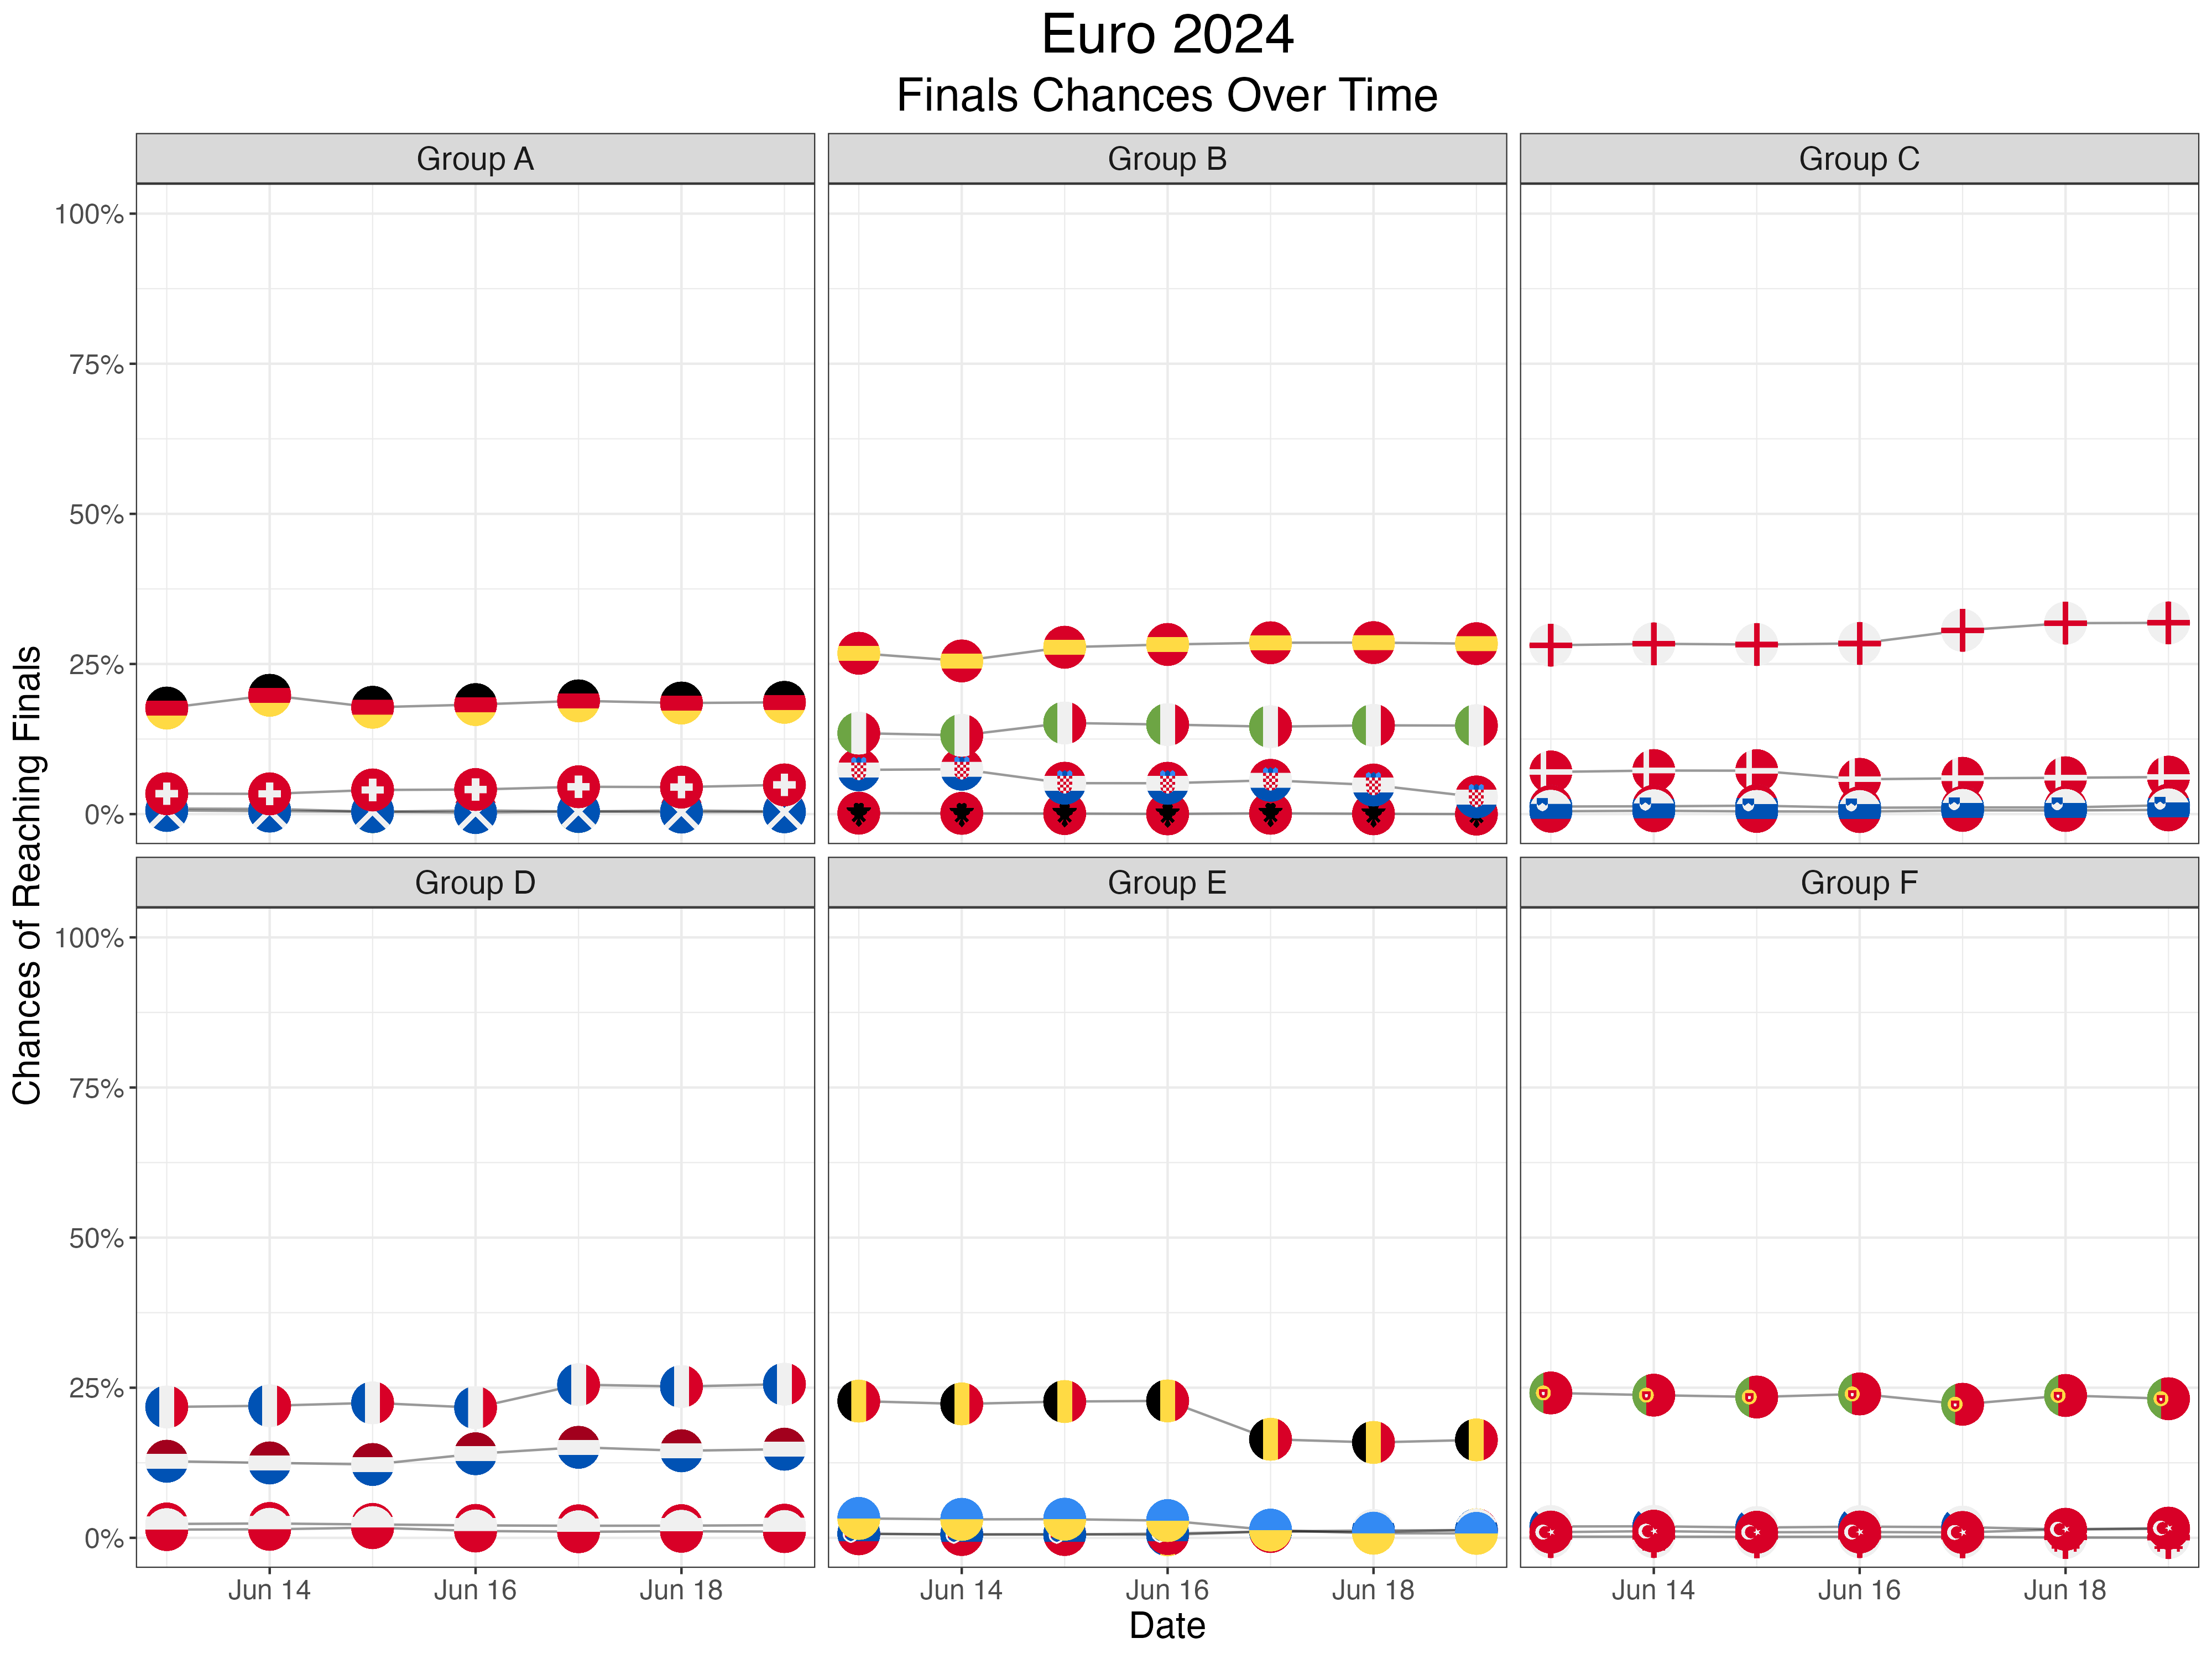 Euro 2024
Finals Chances Over Time
Group A
Group B
Group C
100%
75%
50%
25%
0%
Group D
Group E
Group F
100%
75%
50%
25%
0%
Jun 14
Jun 16
Jun 18
Jun 14
Jun 16
Jun 18
Jun 14
Jun 16
Jun 18
Date
Chances of Reaching Finals